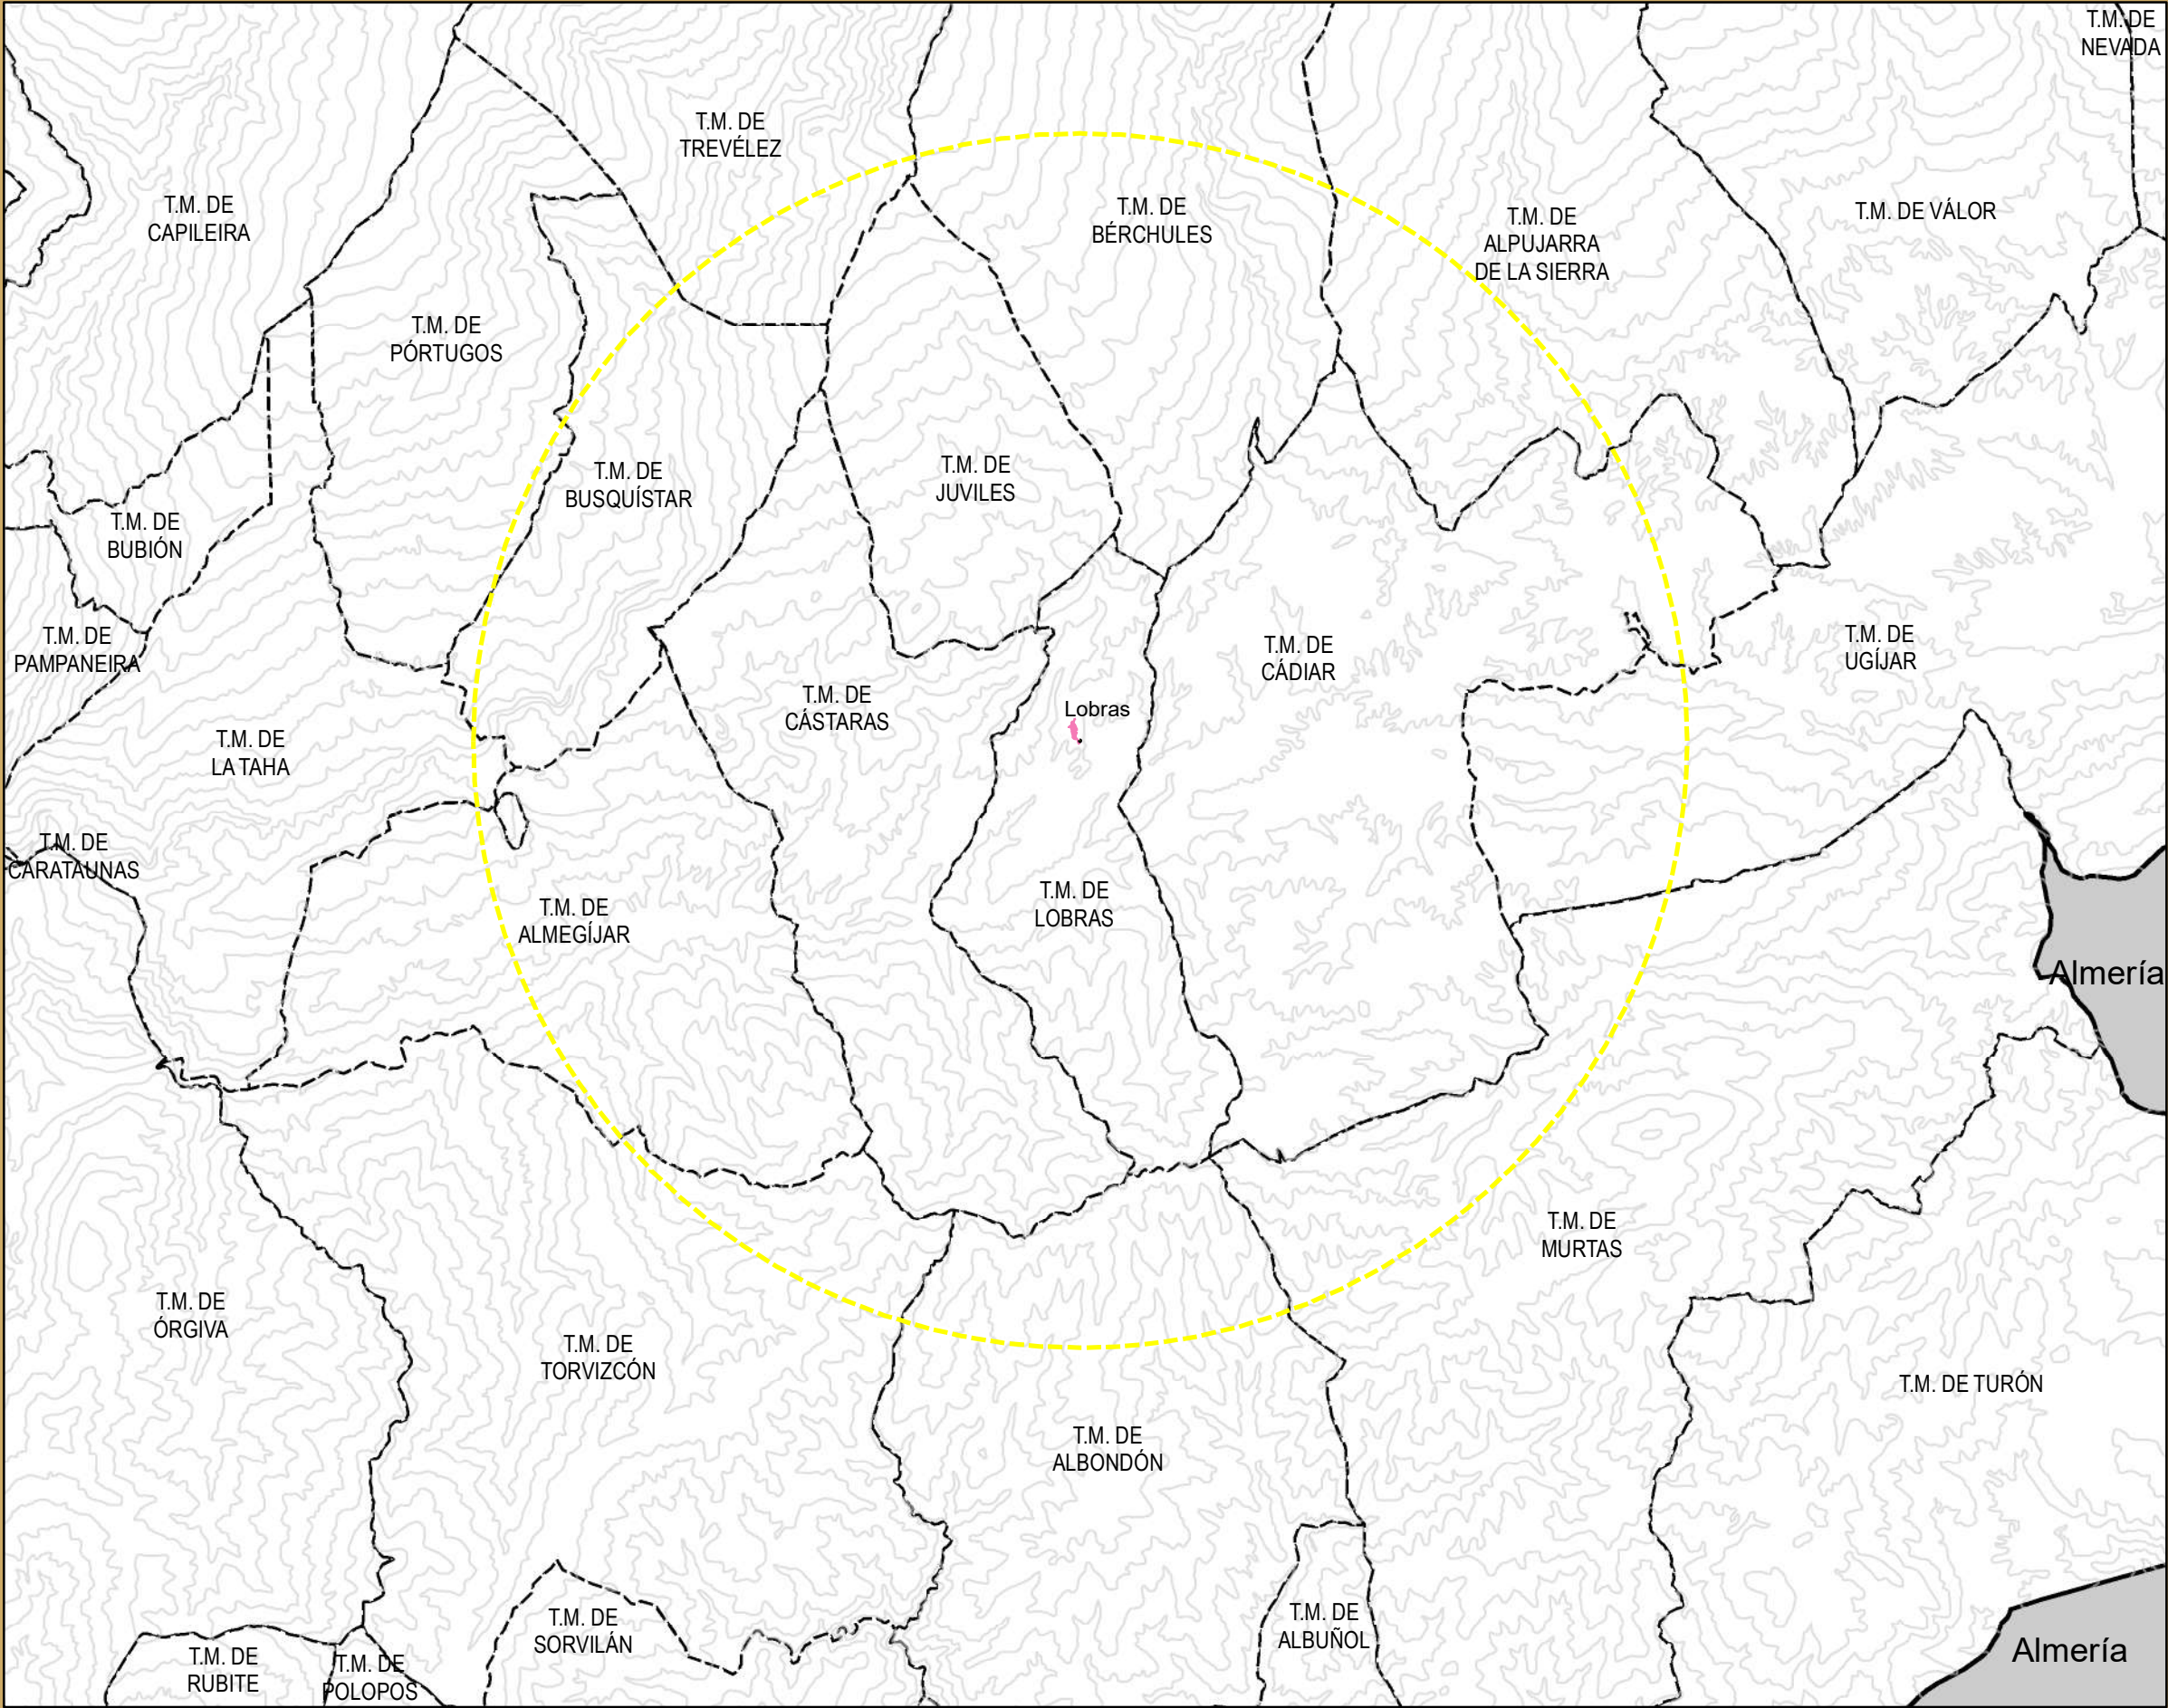 T.M. DE
NEVADA
T.M. DE
TREVÉLEZ
T.M. DE
CAPILEIRA
T.M. DE
BÉRCHULES
T.M. DE
ALPUJARRA
DE LA SIERRA
T.M. DE VÁLOR
T.M. DE
PÓRTUGOS
T.M. DE
BUSQUÍSTAR
T.M. DE
JUVILES
T.M. DE
BUBIÓN
T.M. DE
PAMPANEIRA
T.M. DE
CÁDIAR
T.M. DE
UGÍJAR
T.M. DE
CÁSTARAS
Lobras
T.M. DE
LA TAHA
T.M. DE
CARATAUNAS
T.M. DE
ALMEGÍJAR
T.M. DE
LOBRAS
Almería
T.M. DE
MURTAS
T.M. DE
ÓRGIVA
T.M. DE
TORVIZCÓN
T.M. DE TURÓN
T.M. DE
ALBONDÓN
T.M. DE
SORVILÁN
T.M. DE
ALBUÑOL
Almería
T.M. DE
RUBITE
T.M. DE
POLOPOS